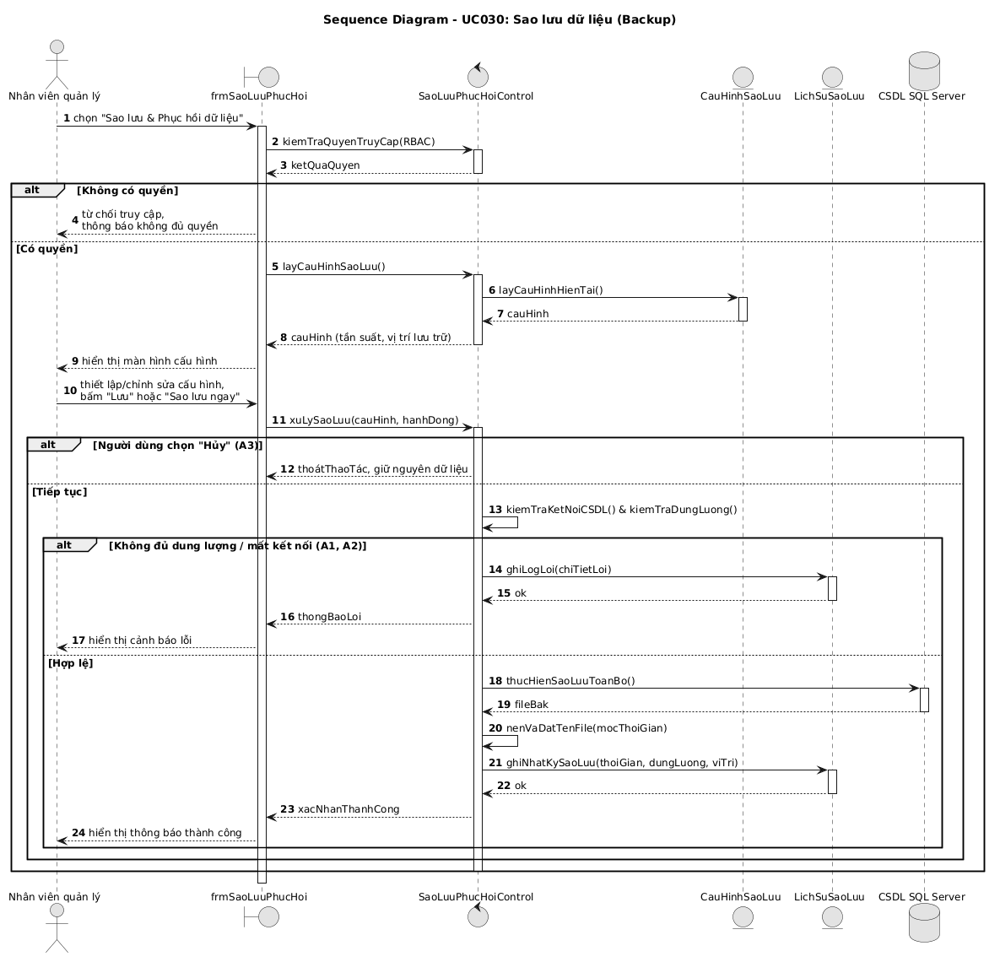 Sequence Diagram - UC030: Sao lưu dữ liệu (Backup)
Nhân viên quản lý
frmSaoLuuPhucHoi
SaoLuuPhucHoiControl
CauHinhSaoLuu
LichSuSaoLuu
CSDL SQL Server
1 chọn "Sao lưu & Phục hồi dữ liệu"
2 kiemTraQuyenTruyCap(RBAC)
3 ketQuaQuyen
alt [Không có quyền]
4 từ chối truy cập,
thông báo không đủ quyền
[Có quyền]
5 layCauHinhSaoLuu()
6 layCauHinhHienTai()
7 cauHinh
8 cauHinh (tần suất, vị trí lưu trữ)
9 hiển thị màn hình cấu hình
10 thiết lập/chỉnh sửa cấu hình,
bấm "Lưu" hoặc "Sao lưu ngay"
11 xuLySaoLuu(cauHinh, hanhDong)
alt [Người dùng chọn "Hủy" (A3)]
12 thoátThaoTác, giữ nguyên dữ liệu
[Tiếp tục]
13 kiemTraKetNoiCSDL() & kiemTraDungLuong()
alt [Không đủ dung lượng / mất kết nối (A1, A2)]
14 ghiLogLoi(chiTietLoi)
15 ok
16 thongBaoLoi
17 hiển thị cảnh báo lỗi
[Hợp lệ]
18 thucHienSaoLuuToanBo()
19 fileBak
20 nenVaDatTenFile(mocThoiGian)
21 ghiNhatKySaoLuu(thoiGian, dungLuong, viTri)
22 ok
23 xacNhanThanhCong
24 hiển thị thông báo thành công
Nhân viên quản lý
frmSaoLuuPhucHoi
SaoLuuPhucHoiControl
CauHinhSaoLuu
LichSuSaoLuu
CSDL SQL Server